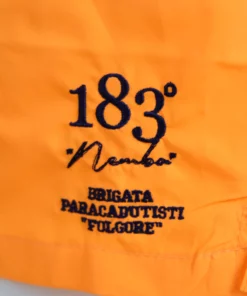 183°
"Nembo"
BRIGATA
PARACADUTISTI
"FOLGORE"